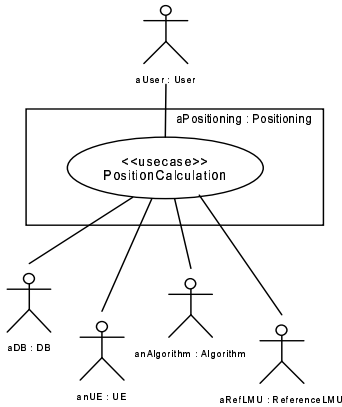 aUser : User
aPositioning : Positioning
<<usecase>>
PositionCalculation
aDB : DB
anAlgorithm : Algorithm
anUE : UE
aRefLMU : ReferenceLMU